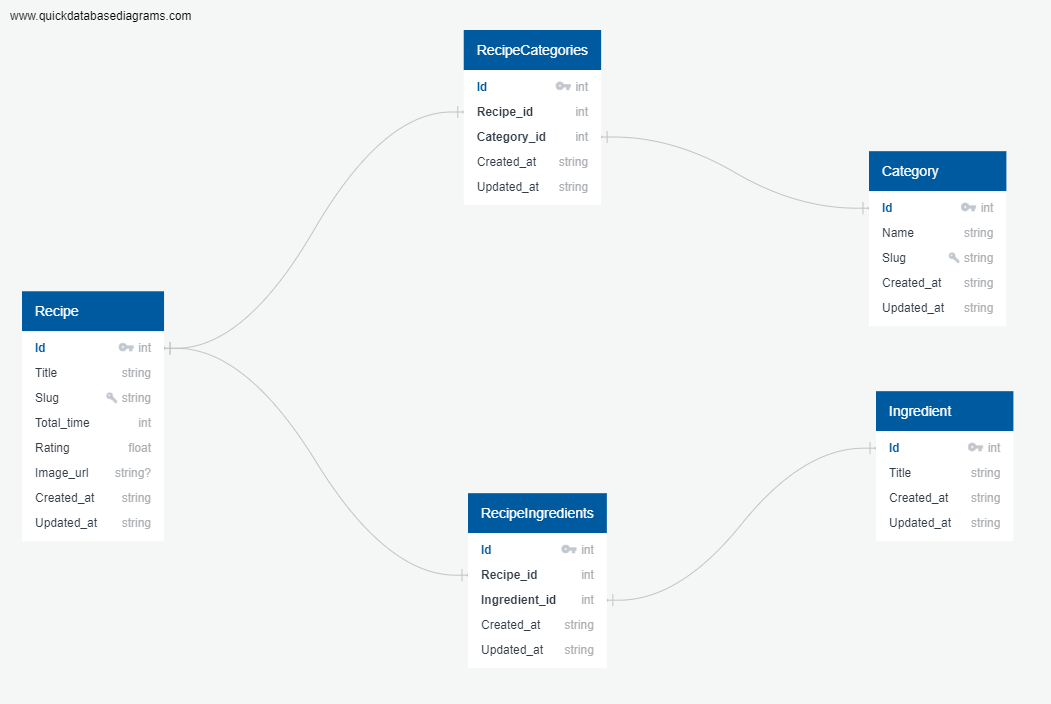 www.quickdatabasediagrams.com
RecipeCategories
Id int
Recipe_id int
Category_id int
Created_at string
Updated_at string
Category
Id int
Name string
Slug string
Created_at string
Updated_at string
Recipe
Id int
Title string
Slug string
Total_time int
Rating float
Image_url string?
Created_at string
Updated_at string
Ingredient
Id int
Title string
Created_at string
Updated_at string
RecipeIngredients
Id int
Recipe_id int
Ingredient_id int
Created_at string
Updated_at string